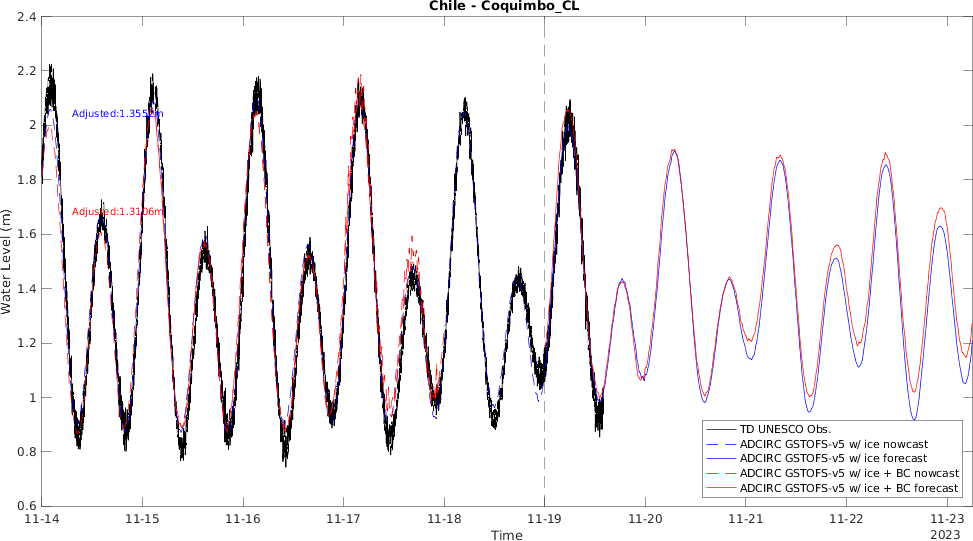 Chile - Coquimbo_CL
2.4
2.2
2
1.8
1.6
1.4
1.2
1
0.8
0.6
Water Level (m)
Adjusted:1.3552m
Adjusted:1.3106m
TD UNESCO Obs.
ADCIRC GSTOFS-v5 w/ ice nowcast
ADCIRC GSTOFS-v5 w/ ice forecast
ADCIRC GSTOFS-v5 w/ ice + BC nowcast
ADCIRC GSTOFS-v5 w/ ice + BC forecast
11-14 11-15 11-16 11-17 11-18 11-19 11-20 11-21 11-22 11-23
2023
Time